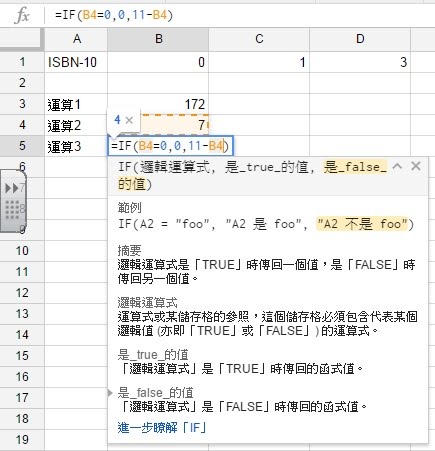 fx =IF(B4=0,0,11-B4)
A B C D
1 ISBN-10 0 1 3
2
3 運算1 172
4 運算2 7
4 ×
5 運算3 =IF(B4=0,0,11-B4)
6 IF(邏輯運算式, 是_true_的值, 是_false_
的值)
範例
IF(A2 = "foo", "A2 是 foo", "A2 不是 foo")
10 摘要
11 邏輯運算式是「TRUE」時傳回一個值，是「FALSE」時
傳回另一個值。
12 邏輯運算式
13 運算式或某儲存格的參照，這個儲存格必須包含代表某個
14 邏輯值 (亦即「TRUE」或「FALSE」) 的運算式。
15 是_true_的值
16 「邏輯運算式」是「TRUE」時傳回的函式值。
17 是_false_的值
「邏輯運算式」是「FALSE」時傳回的函式值。
18 進一步瞭解「IF」
19